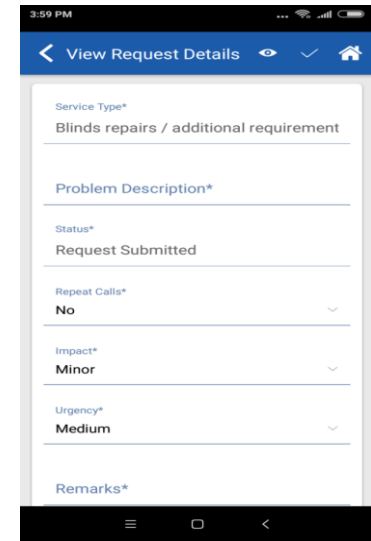 3:59 PM
View Request Details
Service Type*
Blinds repairs / additional requirement
Problem Description*
Status*
Request Submitted
Repeat Calls*
No
Impact*
Minor
Urgency*
Medium
Remarks*